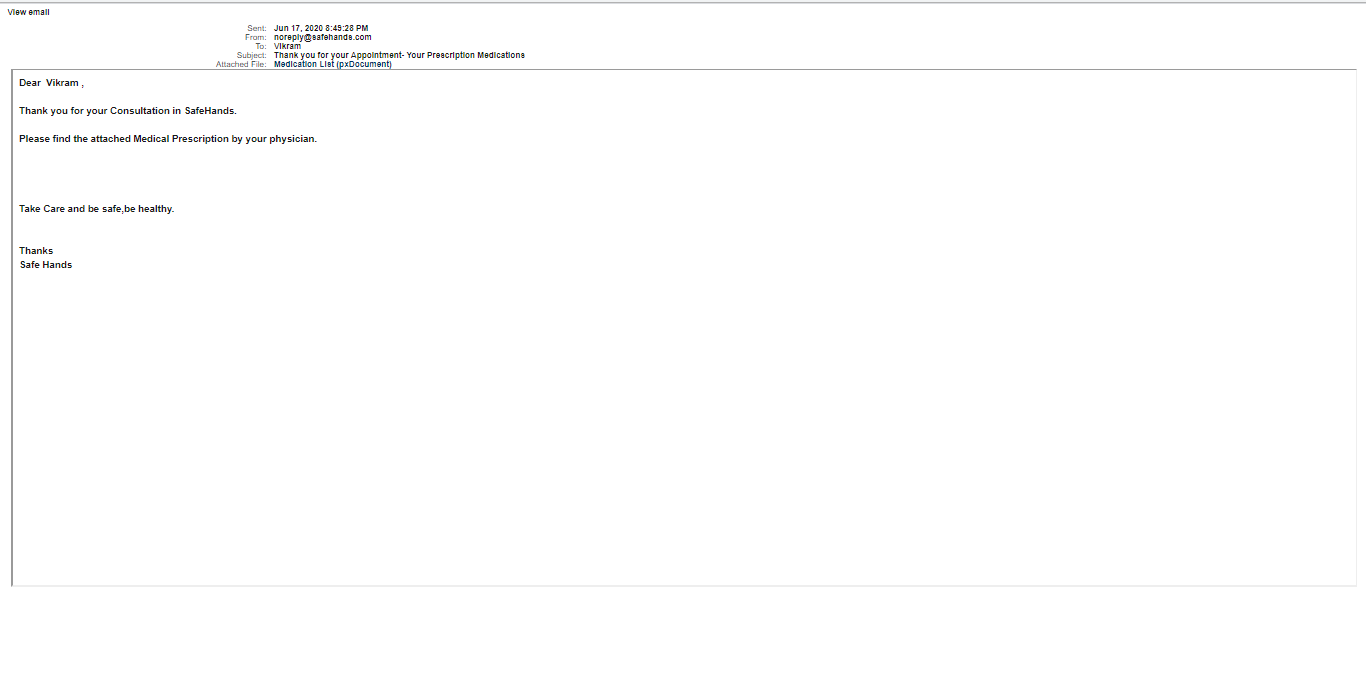 View email
Sent: Jun 17, 2020 8:49:28 PM
From: noreply@safehands.com
To: Vikram
Subject: Thank you for your Appointment- Your Prescription Medications
Attached File: Medication List (pxDocument)
Dear Vikram ,
Thank you for your Consultation in SafeHands.
Please find the attached Medical Prescription by your physician.
Take Care and be safe,be healthy.
Thanks
Safe Hands